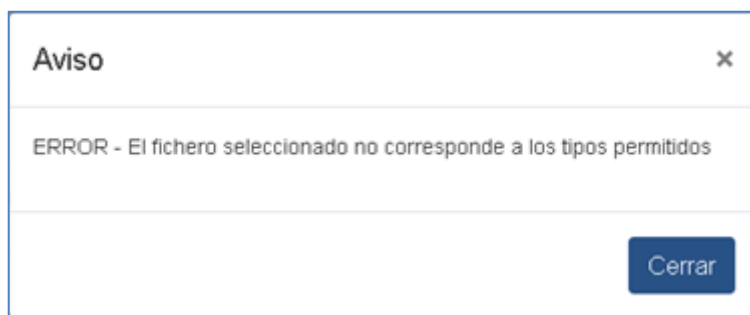 Aviso
×
ERROR - El fichero seleccionado no corresponde a los tipos permitidos
Cerrar